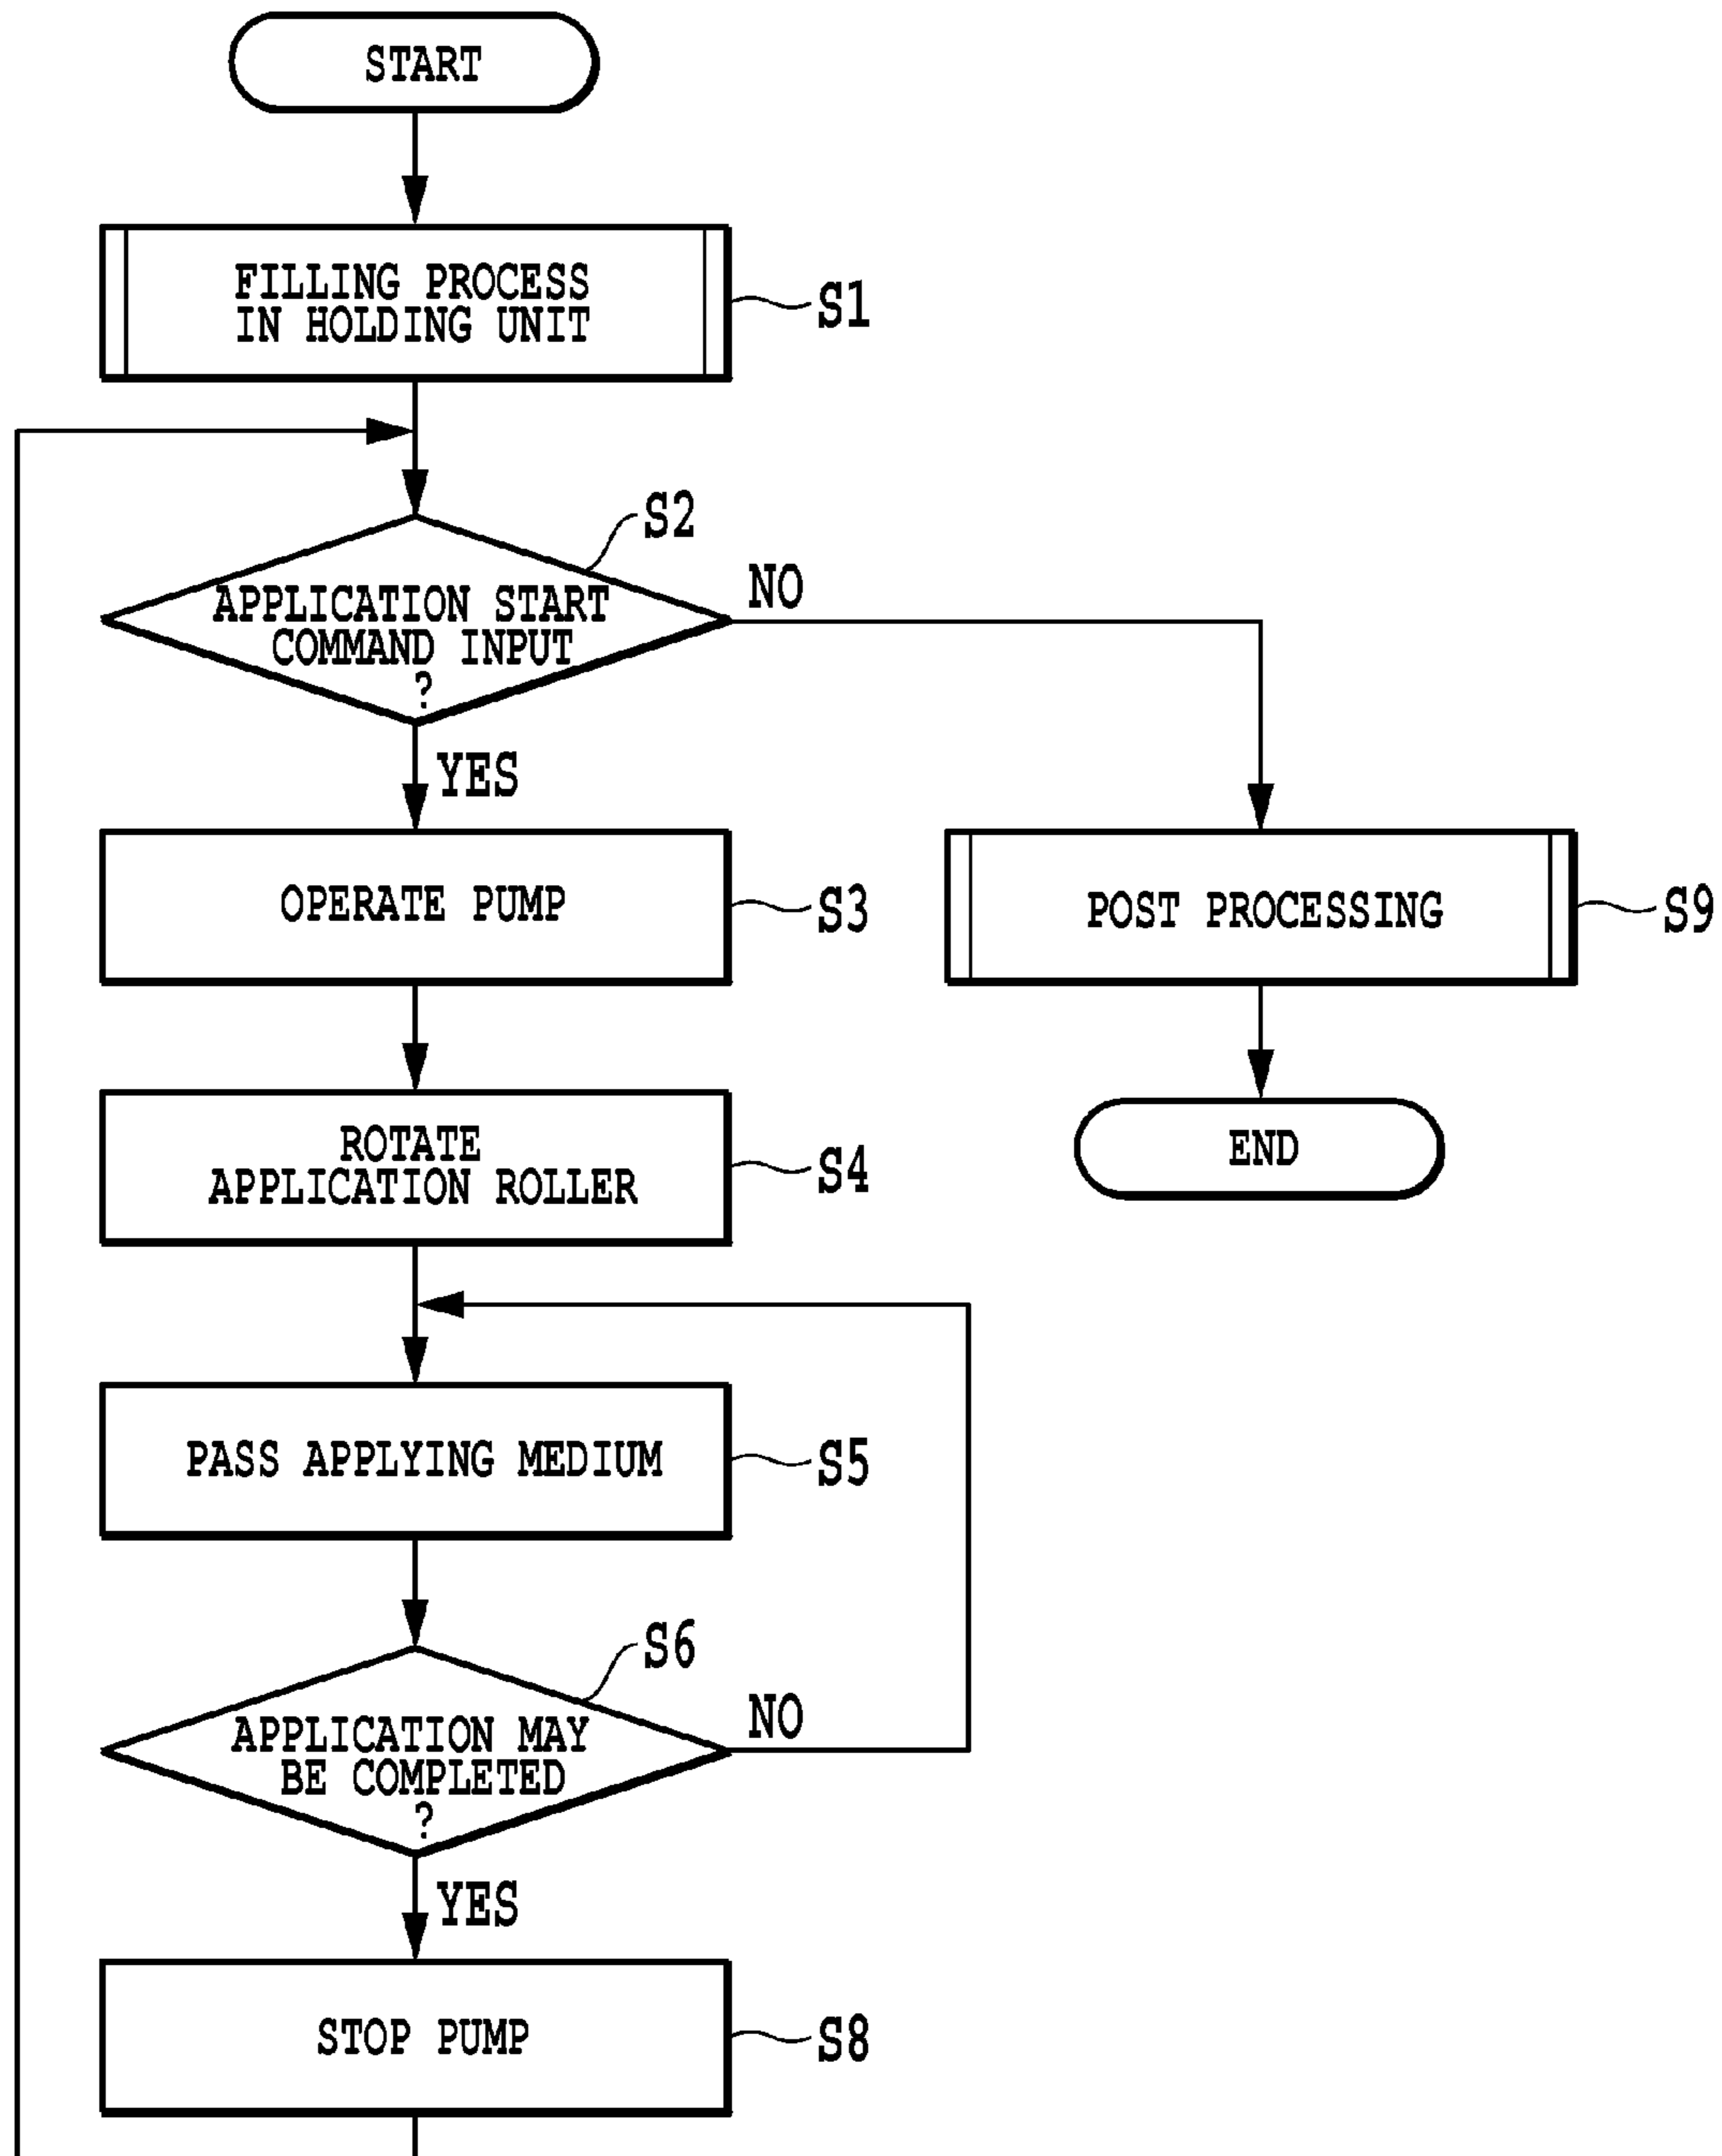 START
FILLING PROCESS
IN HOLDING UNIT
S1
S2
APPLICATION START
COMMAND INPUT
?
NO
YES
OPERATE PUMP
S3
POST PROCESSING
S9
ROTATE
APPLICATION ROLLER
S4
END
PASS APPLYING MEDIUM
S5
S6
APPLICATION MAY
BE COMPLETED
?
NO
YES
STOP PUMP
S8